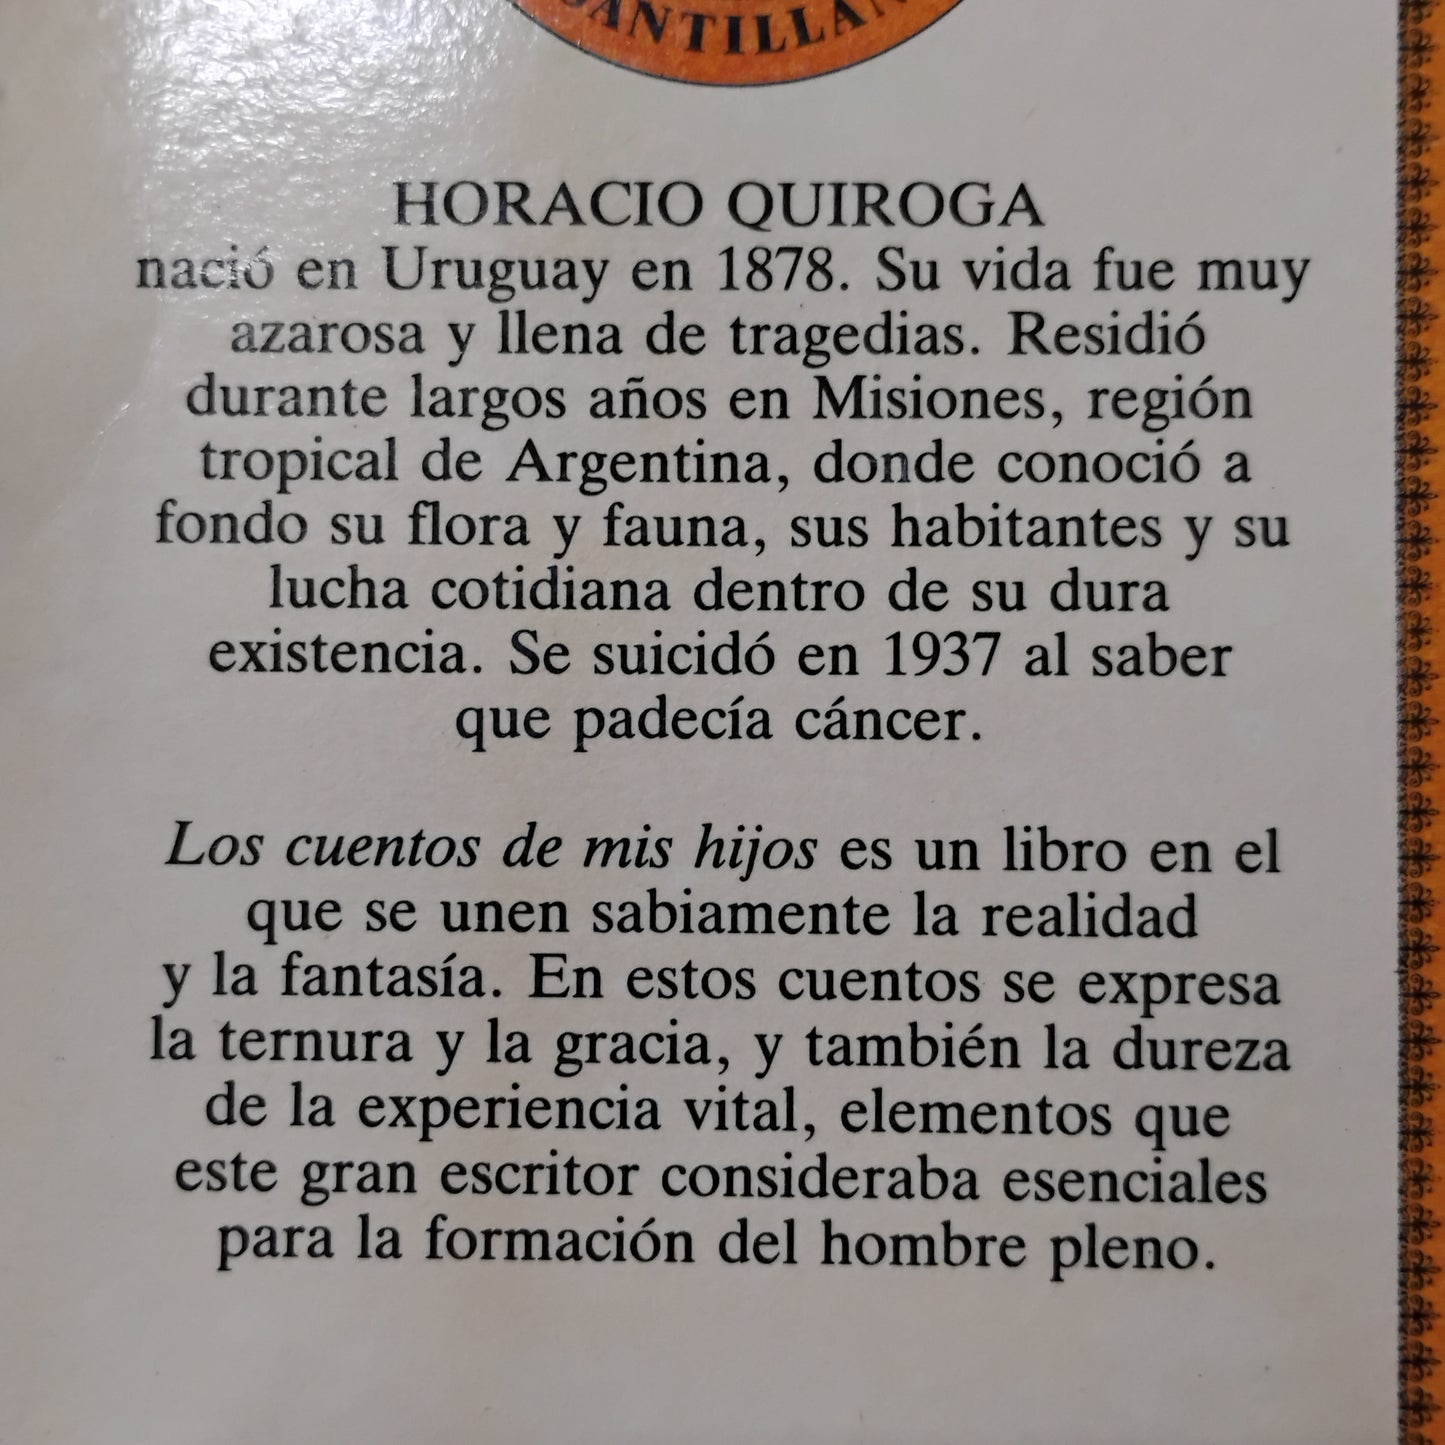 SANTILLAN
HORACIO QUIROGA
nació en Uruguay en 1878. Su vida fue muy
azarosa y llena de tragedias. Residió
durante largos años en Misiones, región
tropical de Argentina, donde conoció a
fondo su flora y fauna, sus habitantes y su
lucha cotidiana dentro de su dura
existencia. Se suicidó en 1937 al saber
que padecía cáncer.
Los cuentos de mis hijos es un libro en el
que se unen sabiamente la realidad
y la fantasía. En estos cuentos se expresa
la ternura y la gracia, y también la dureza
de la experiencia vital, elementos que
este gran escritor consideraba esenciales
para la formación del hombre pleno.